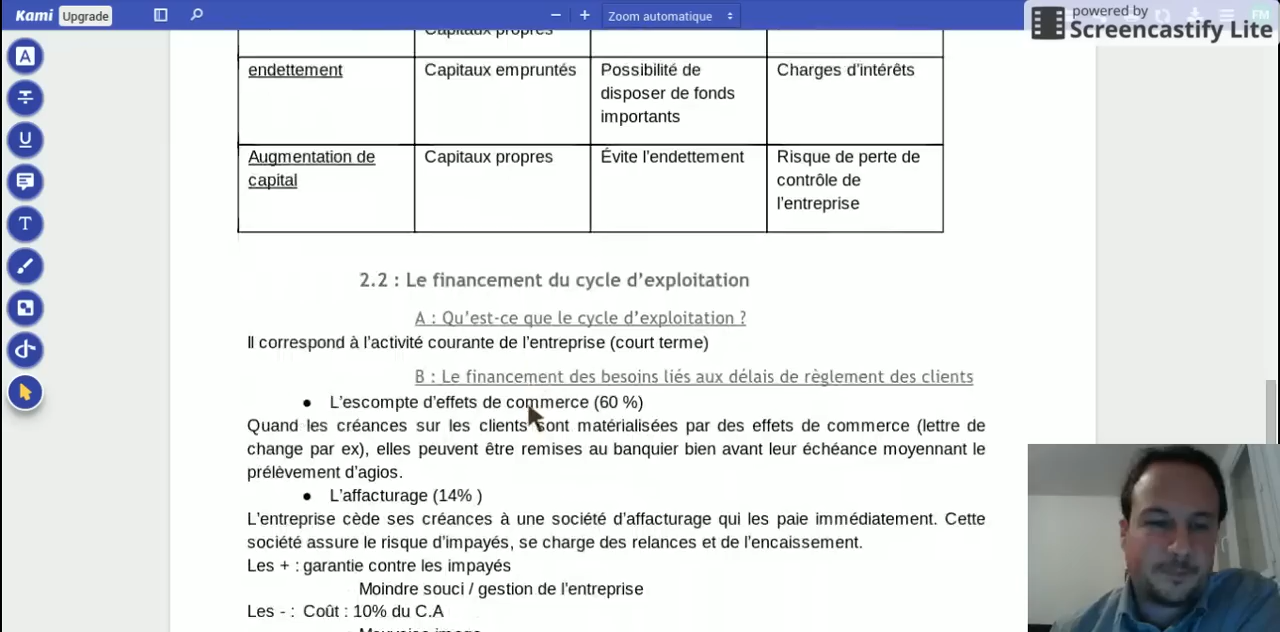 Kami Upgrade Zoom automatique
powered by
Screencastify Lite
FM
Capitaux propres
endettement
Capitaux empruntés
Possibilité de
disposer de fonds
importants
Charges d’intérêts
Augmentation de
capital
Capitaux propres
Évite l’endettement
Risque de perte de
contrôle de
l’entreprise
2.2 : Le financement du cycle d’exploitation
A : Qu’est-ce que le cycle d’exploitation ?
Il correspond à l’activité courante de l’entreprise (court terme)
B : Le financement des besoins liés aux délais de règlement des clients
● L’escompte d’effets de commerce (60 %)
Quand les créances sur les clients sont matérialisées par des effets de commerce (lettre de
change par ex), elles peuvent être remises au banquier bien avant leur échéance moyennant le
prélèvement d’agios.
● L’affacturage (14% )
L’entreprise cède ses créances à une société d’affacturage qui les paie immédiatement. Cette
société assure le risque d’impayés, se charge des relances et de l’encaissement.
Les + : garantie contre les impayés
Moindre souci / gestion de l’entreprise
Les - : Coût : 10% du C.A
Mauvaise image